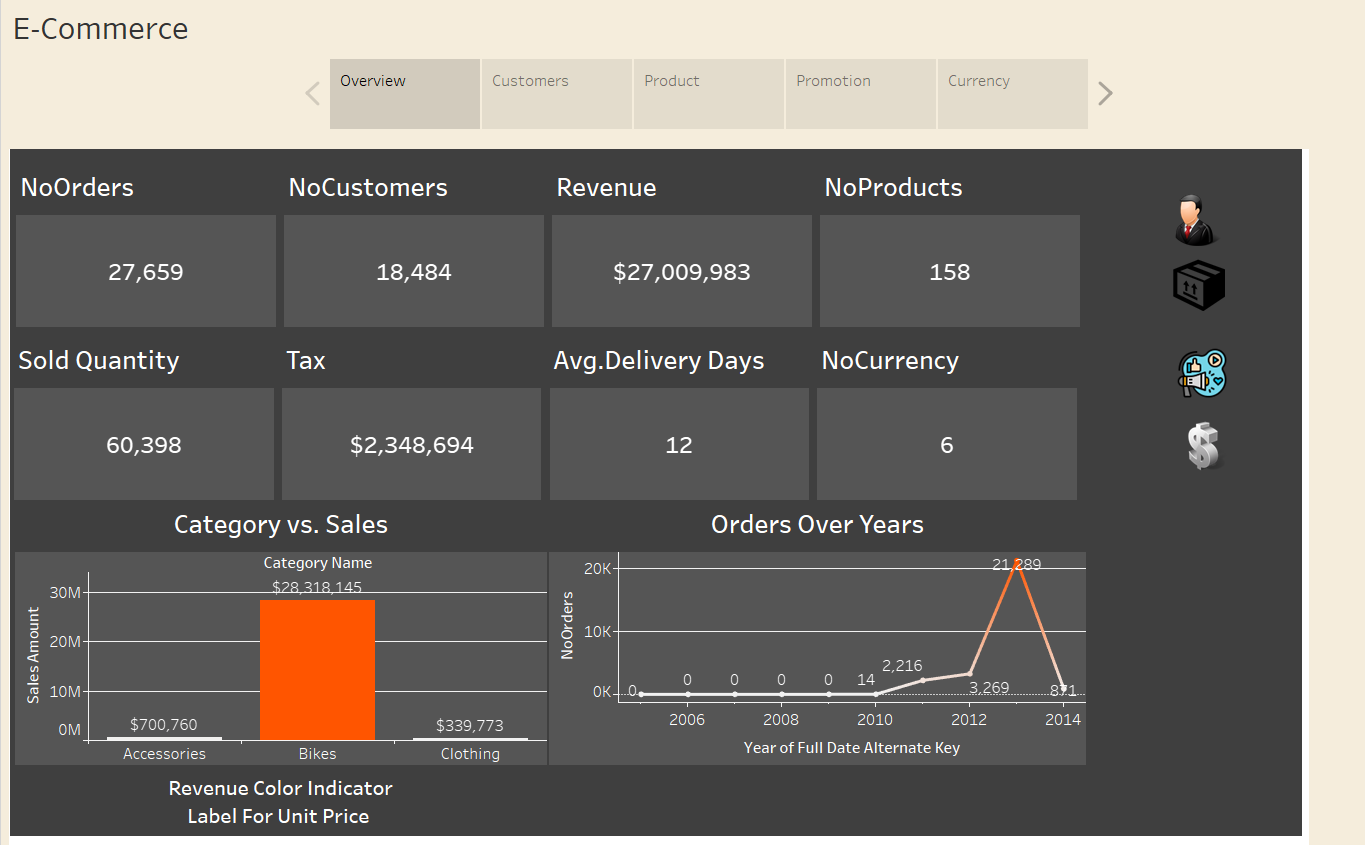 E-Commerce
Overview
Customers
Product
Promotion
Currency
NoOrders
NoCustomers
Revenue
NoProducts
27,659
18,484
$27,009,983
158
Sold Quantity
Tax
Avg.Delivery Days
NoCurrency
60,398
$2,348,694
12
6
Category vs. Sales
Category Name
Sales Amount
30M
20M
10M
0M
$700,760
$28,318,145
$339,773
Accessories
Bikes
Clothing
Orders Over Years
NoOrders
20K
10K
0K
0
0
0
0
0
14
2,216
3,269
21,289
871
2006
2008
2010
2012
2014
Year of Full Date Alternate Key
Revenue Color Indicator
Label For Unit Price